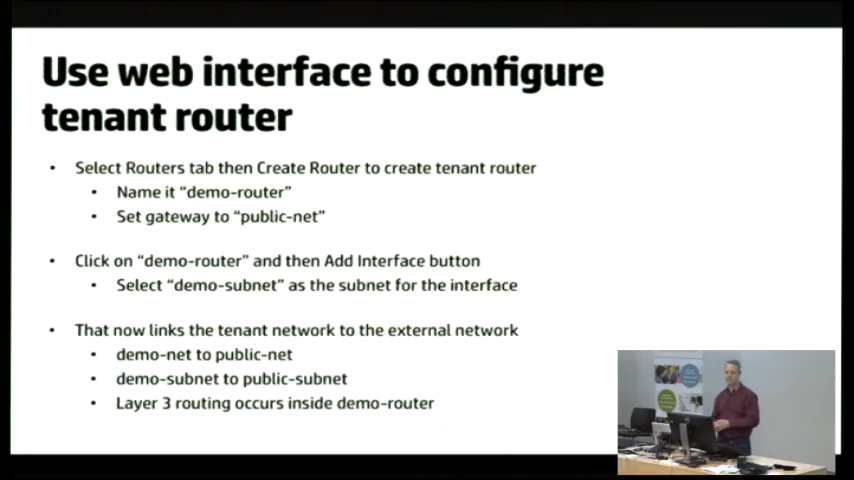 Use web interface to configure
tenant router
• Select Routers tab then Create Router to create tenant router
• Name it “demo-router”
• Set gateway to “public-net”
• Click on “demo-router” and then Add Interface button
• Select “demo-subnet” as the subnet for the interface
• That now links the tenant network to the external network
• demo-net to public-net
• demo-subnet to public-subnet
• Layer 3 routing occurs inside demo-router